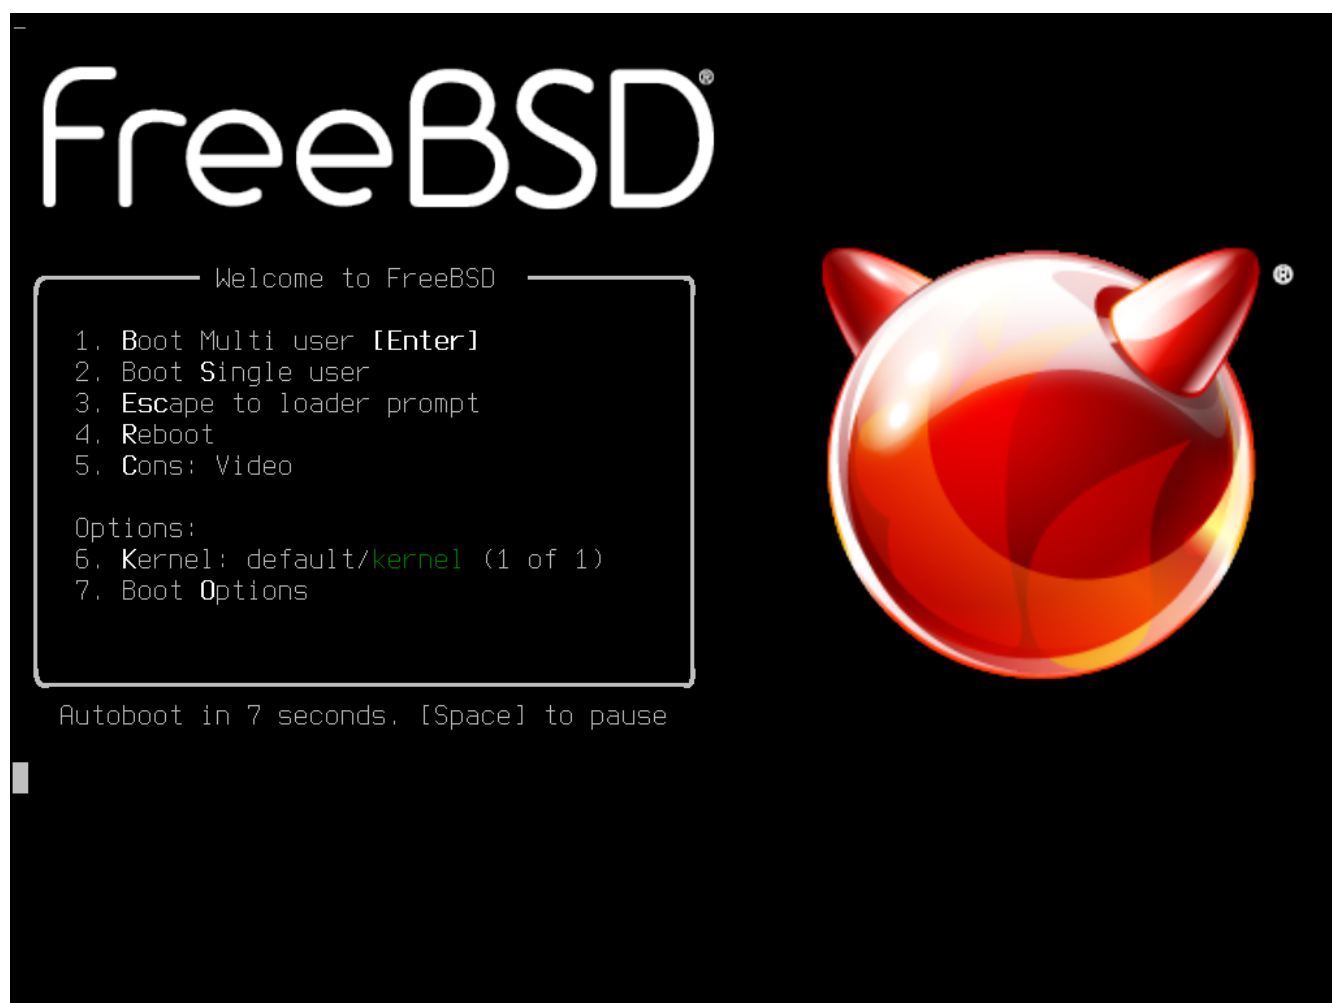 FreeBSD®
Welcome to FreeBSD
1. Boot Multi user [Enter]
2. Boot Single user
3. Escape to loader prompt
4. Reboot
5. Cons: Video
Options:
6. Kernel: default/kernel (1 of 1)
7. Boot Options
Autoboot in 7 seconds. [Space] to pause
®